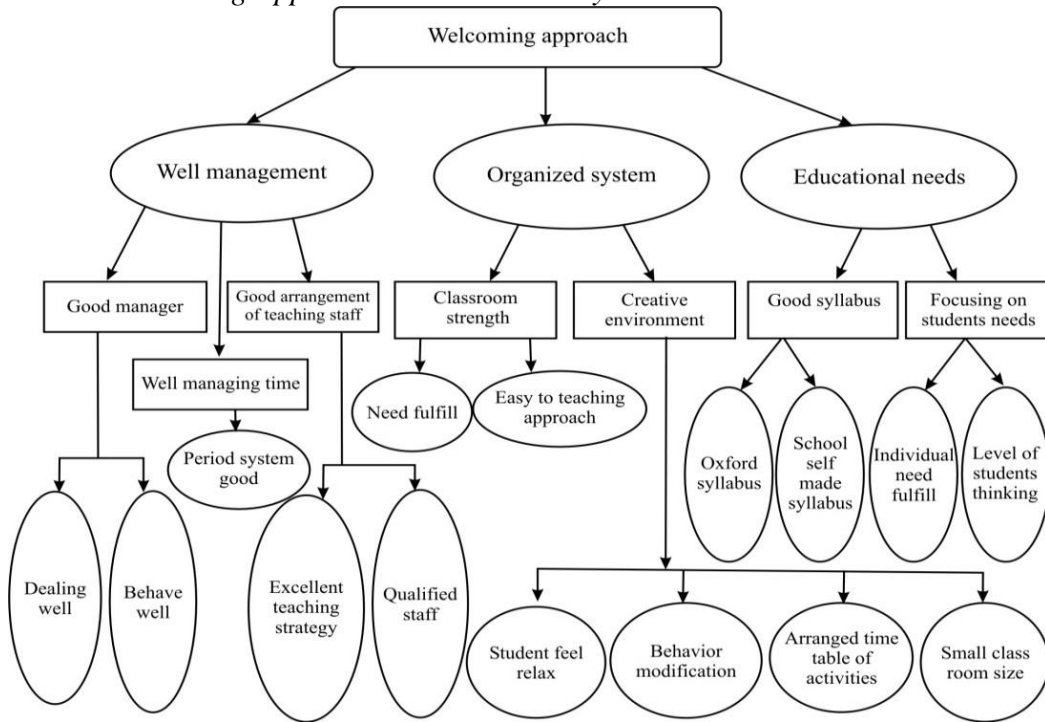 Welcoming approach
Well management
Organized system
Educational needs
Good manager
Good arrangement
of teaching staff
Classroom
strength
Creative
environment
Good syllabus
Focusing on
students needs
Well managing time
Need fulfill
Easy to teaching
approach
Period system
good
Oxford
syllabus
School
self
made
syllabus
Individual
need
fulfill
Level of
students
thinking
Dealing
well
Behave
well
Excellent
teaching
strategy
Qualified
staff
Student feel
relax
Behavior
modification
Arranged time
table of
activities
Small class
room size